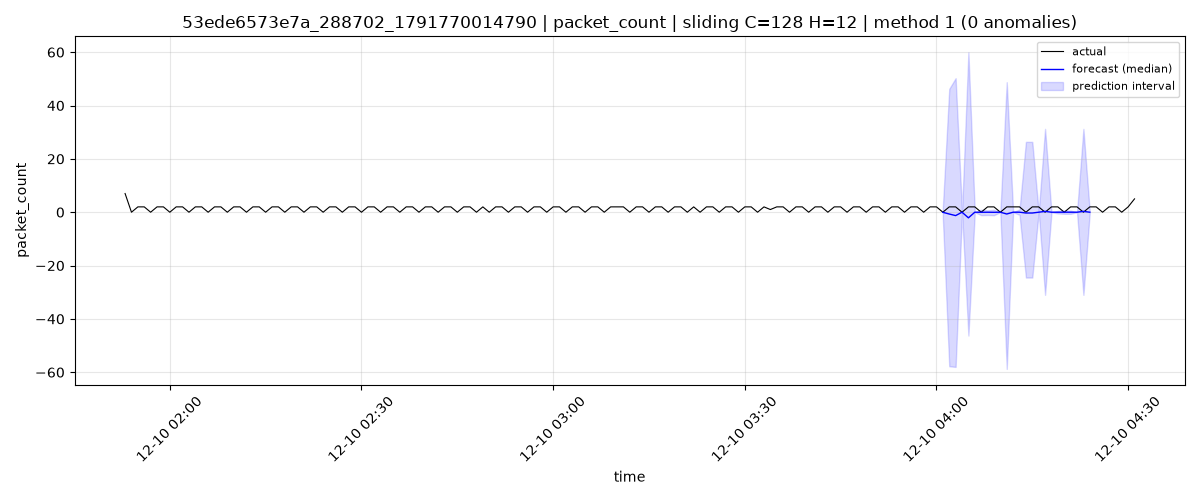 53ede6573e7a_288702_1791770014790 | packet_count | sliding C=128 H=12 | method 1 (0 anomalies)
actual
forecast (median)
prediction interval
packet_count
60
40
20
0
−20
−40
−60
12-10 02:00
12-10 02:30
12-10 03:00
12-10 03:30
12-10 04:00
12-10 04:30
time